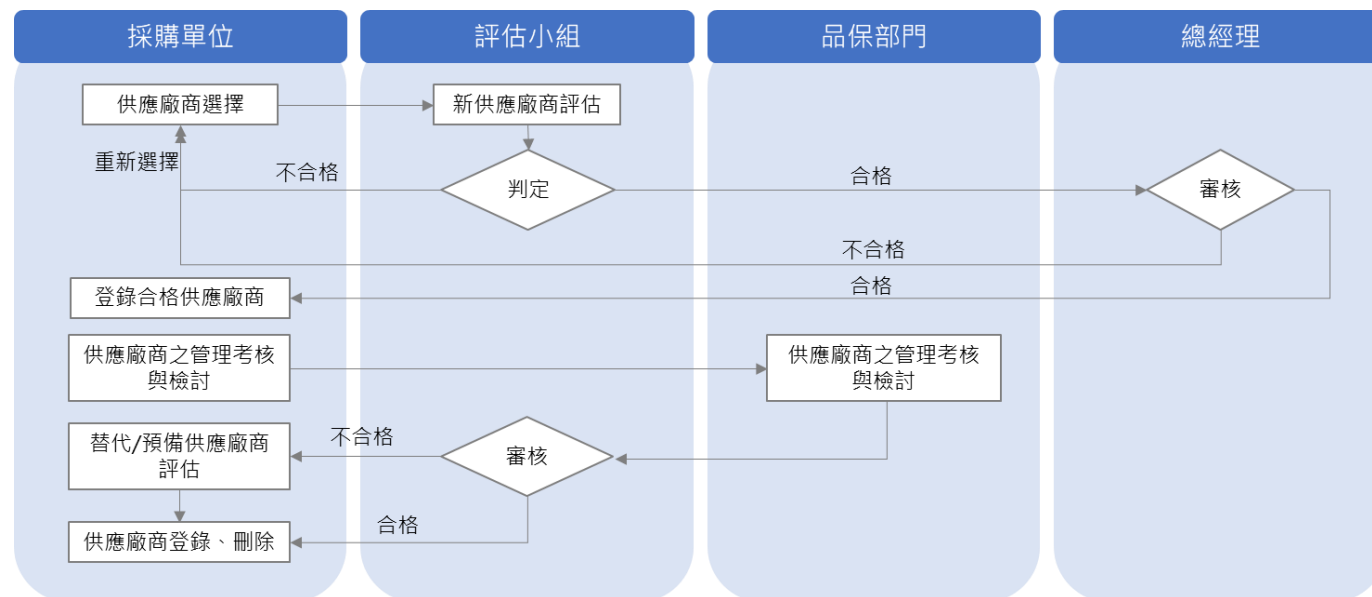 採購單位
評估小組
品保部門
總經理
供應廠商選擇
新供應廠商評估
重新選擇
不合格
判定
合格
審核
不合格
登錄合格供應廠商
合格
供應廠商之管理考核
與檢討
供應廠商之管理考核
與檢討
替代/預備供應廠商
評估
不合格
審核
供應廠商登錄、刪除
合格